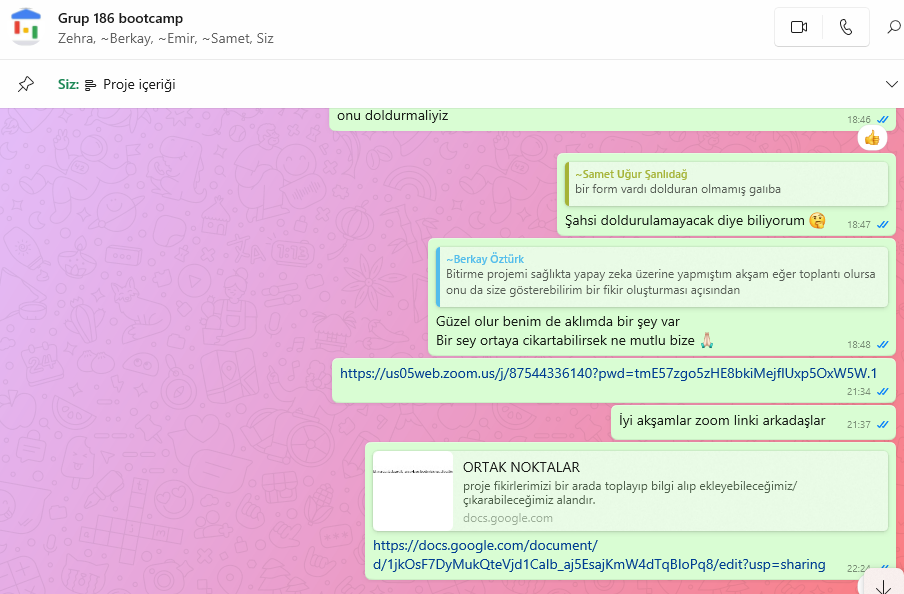 Grup 186 bootcamp
Zehra, ~Berkay, ~Emir, ~Samet, Siz
Siz: Proje içeriği
onu doldurmaliyiz
18:46
~Samet Uğur Şanlıdağ
bir form vardı dolduran olmamış galıba
Şahsi doldurulamayacak diye biliyorum 🤔
18:47
~Berkay Öztürk
Bitirme projemi sağlıkta yapay zeka üzerine yapmıştım akşam eğer toplantı olursa
onu da size gösterebilirim bir fikir oluşturması açısından
Güzel olur benim de aklımda bir şey var
Bir sey ortaya cikartabilirsek ne mutlu bize 🙏🏻
18:48
https://us05web.zoom.us/j/87544336140?pwd=tmE57zgo5zHE8bkiMejflUxp5OxW5W.1
21:34
İyi akşamlar zoom linki arkadaşlar
21:37
ORTAK NOKTALAR
proje fikirlerimizi bir arada toplayıp bilgi alıp ekleyebileceğimiz/
çıkarabileceğimiz alandır.
docs.google.com
https://docs.google.com/document/
d/1jkOsF7DyMukQteVjd1Calb_aj5EsajKmW4dTqBIoPq8/edit?usp=sharing